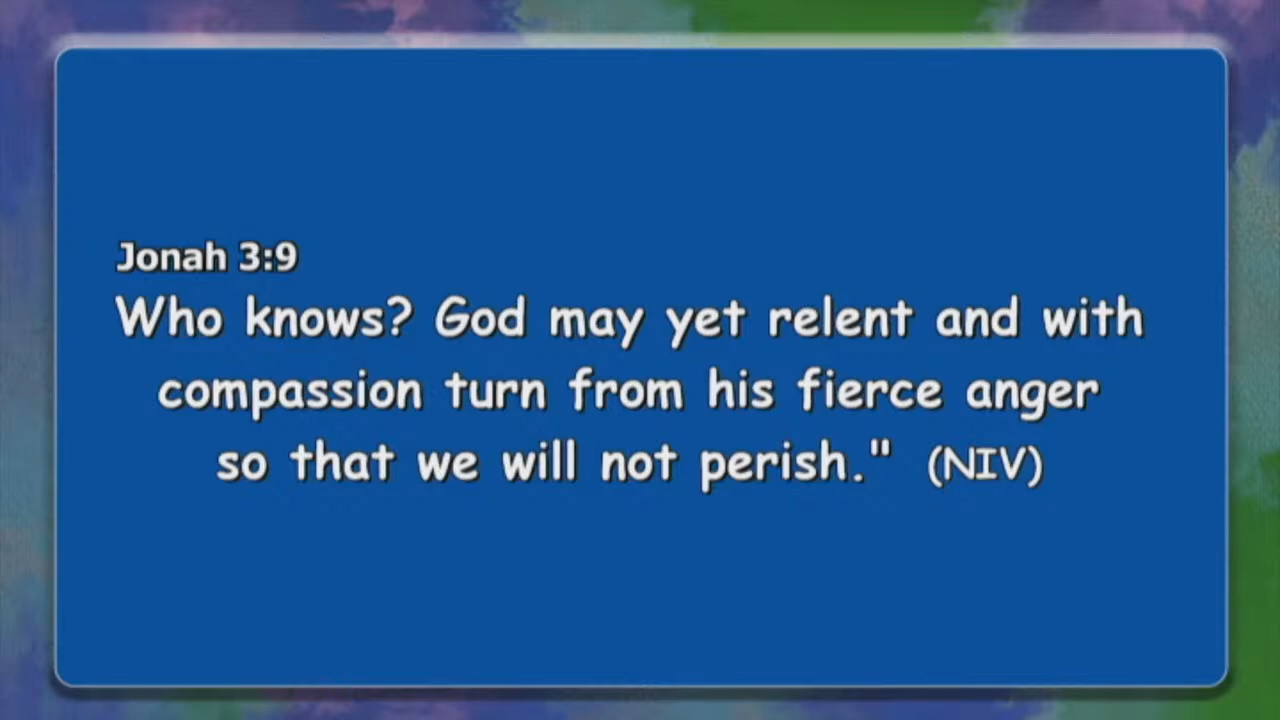 Jonah 3:9
Who knows? God may yet relent and with
compassion turn from his fierce anger
so that we will not perish." (NIV)